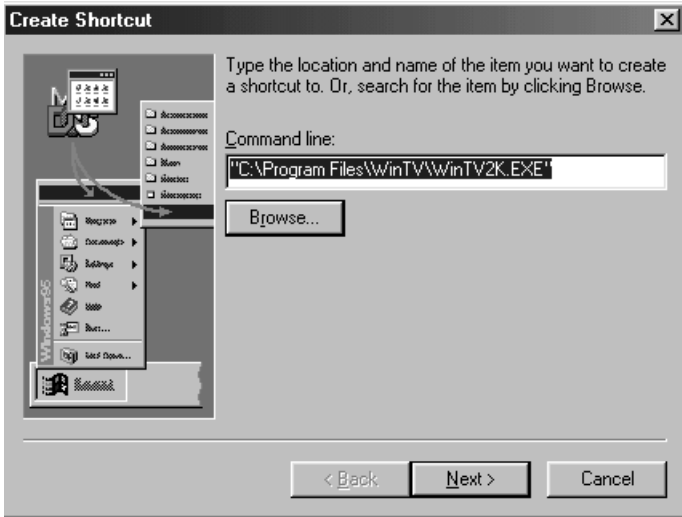 Create Shortcut
Type the location and name of the item you want to create
a shortcut to. Or, search for the item by clicking Browse.
Command line:
"C:\Program Files\WinTV\WinTV2K.EXE"
Browse...
Windows95
< Back
Next >
Cancel